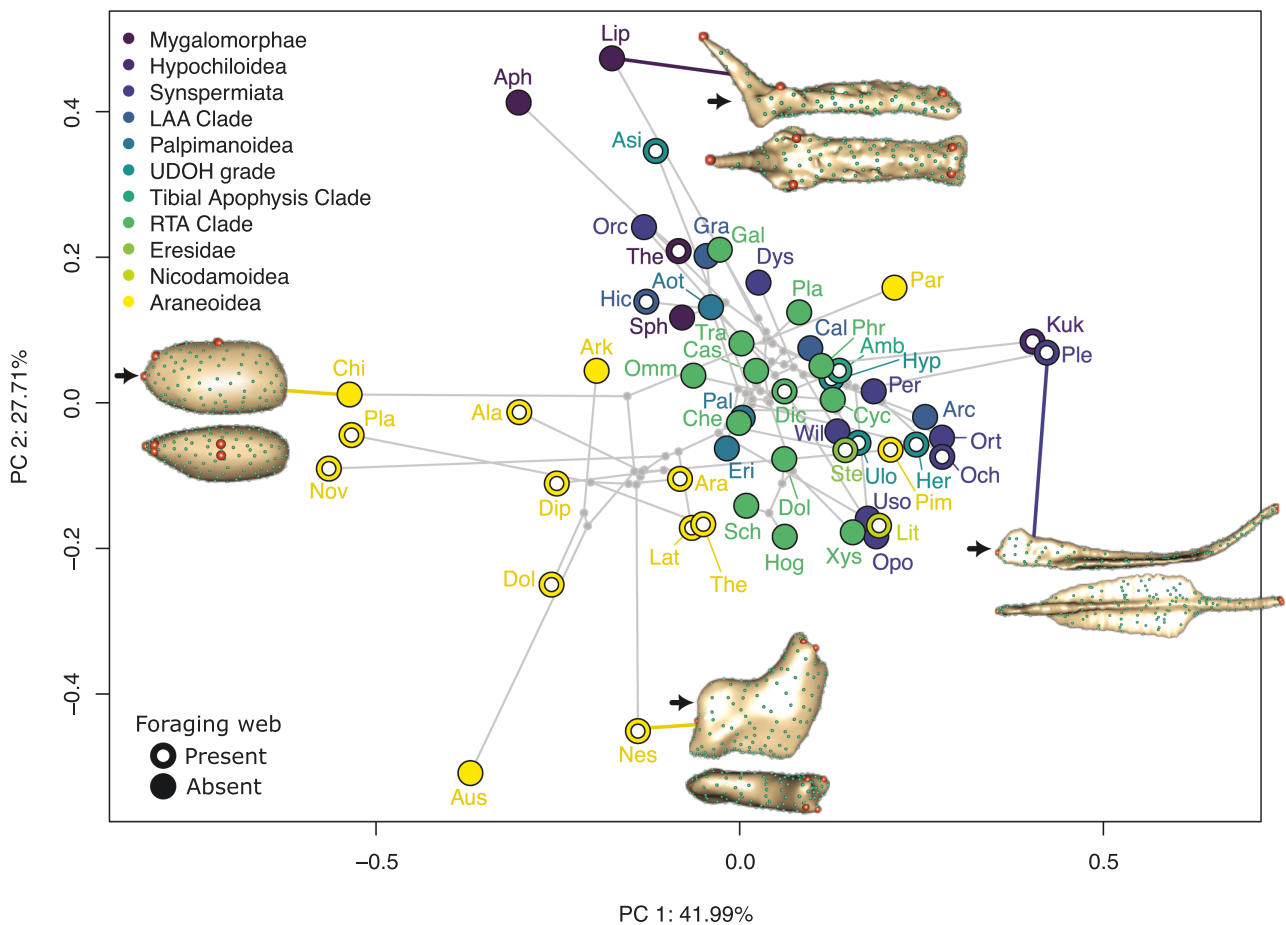 Mygalomorphae
Hypochiloidea
Synspermiata
LAA Clade
Palpimanoidea
UDOH grade
Tibial Apophysis Clade
RTA Clade
Eresidae
Nicodamoidea
Araneoidea
Lip
Aph
Asi
Orc
The
Gra
Gal
Dys
Aot
Hic
Sph
Pla
Par
Tra
Cal
Phr
Amb
Hyp
Kuk
Ple
Ark
Cas
Omm
Chi
Pla
Ala
Nov
Pal
Che
Dic
Cyc
Per
Arc
Wil
Ort
Och
Eri
Ste
Ulo
Her
Pim
Dip
Ara
Dol
Uso
Sch
Lit
Lat
The
Hog
Xys
Opo
Dol
Nes
Aus
Foraging web
Present
Absent
PC 2: 27.71%
0.4
0.2
0.0
−0.2
−0.4
−0.5
0.0
0.5
PC 1: 41.99%